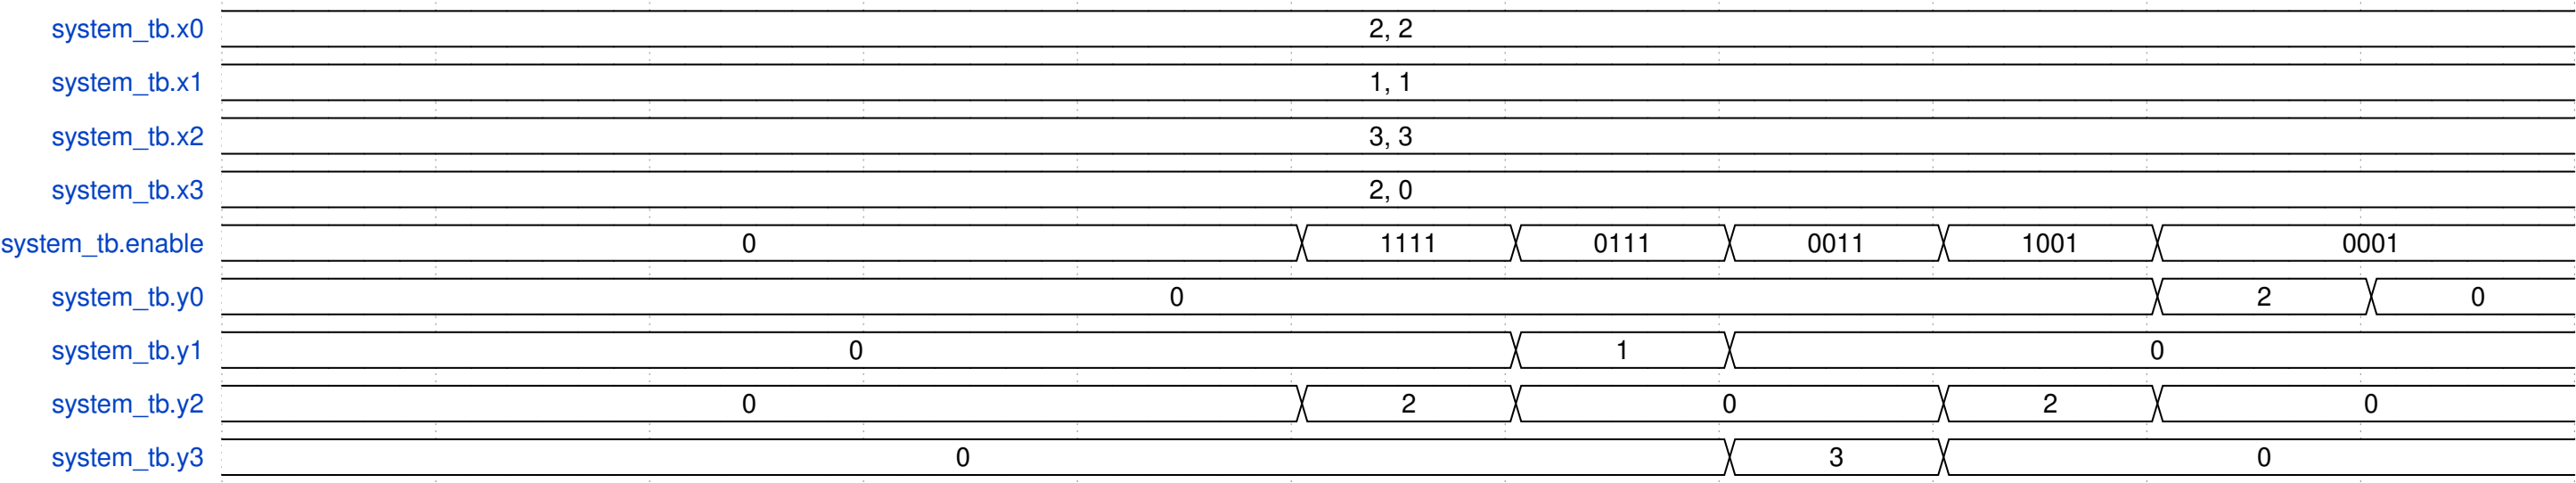 system_tb.x0 2, 2
system_tb.x1 1, 1
system_tb.x2 3, 3
system_tb.x3 2, 0
system_tb.enable 0 1111 0111 0011 1001 0001
system_tb.y0 0 2 0
system_tb.y1 0 1 0
system_tb.y2 0 2 0 2 0
system_tb.y3 0 3 0